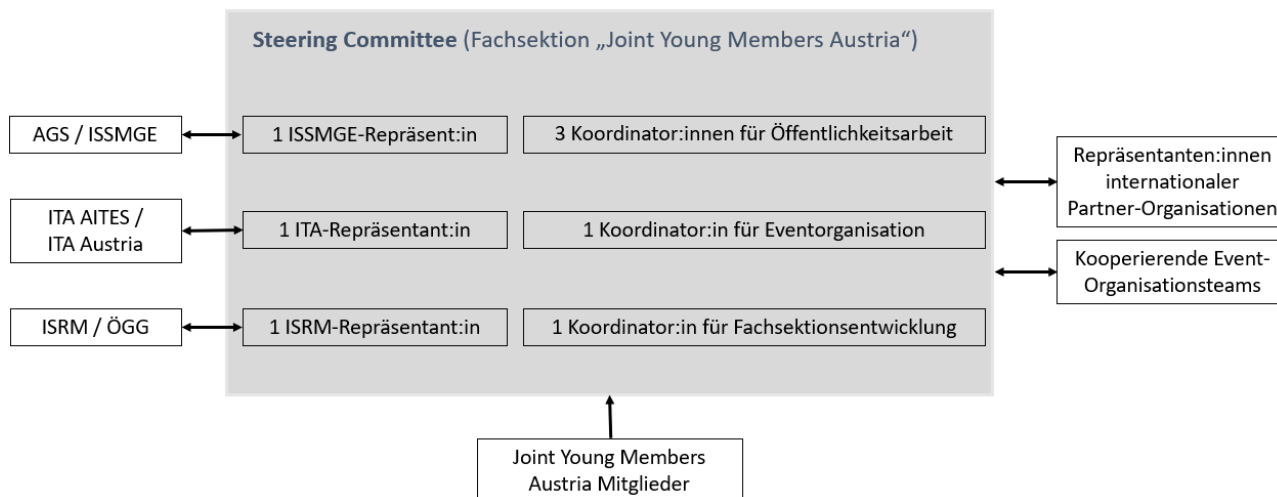 Steering Committee (Fachsektion „Joint Young Members Austria“)
AGS / ISSMGE
1 ISSMGE-Repräsent:in
3 Koordinator:innen für Öffentlichkeitsarbeit
ITA AITES /
ITA Austria
1 ITA-Repräsentant:in
1 Koordinator:in für Eventorganisation
ISRM / ÖGG
1 ISRM-Repräsentant:in
1 Koordinator:in für Fachsektionsentwicklung
Repräsentanten:innen
internationaler
Partner-Organisationen
Kooperierende Event-
Organisationsteams
Joint Young Members
Austria Mitglieder